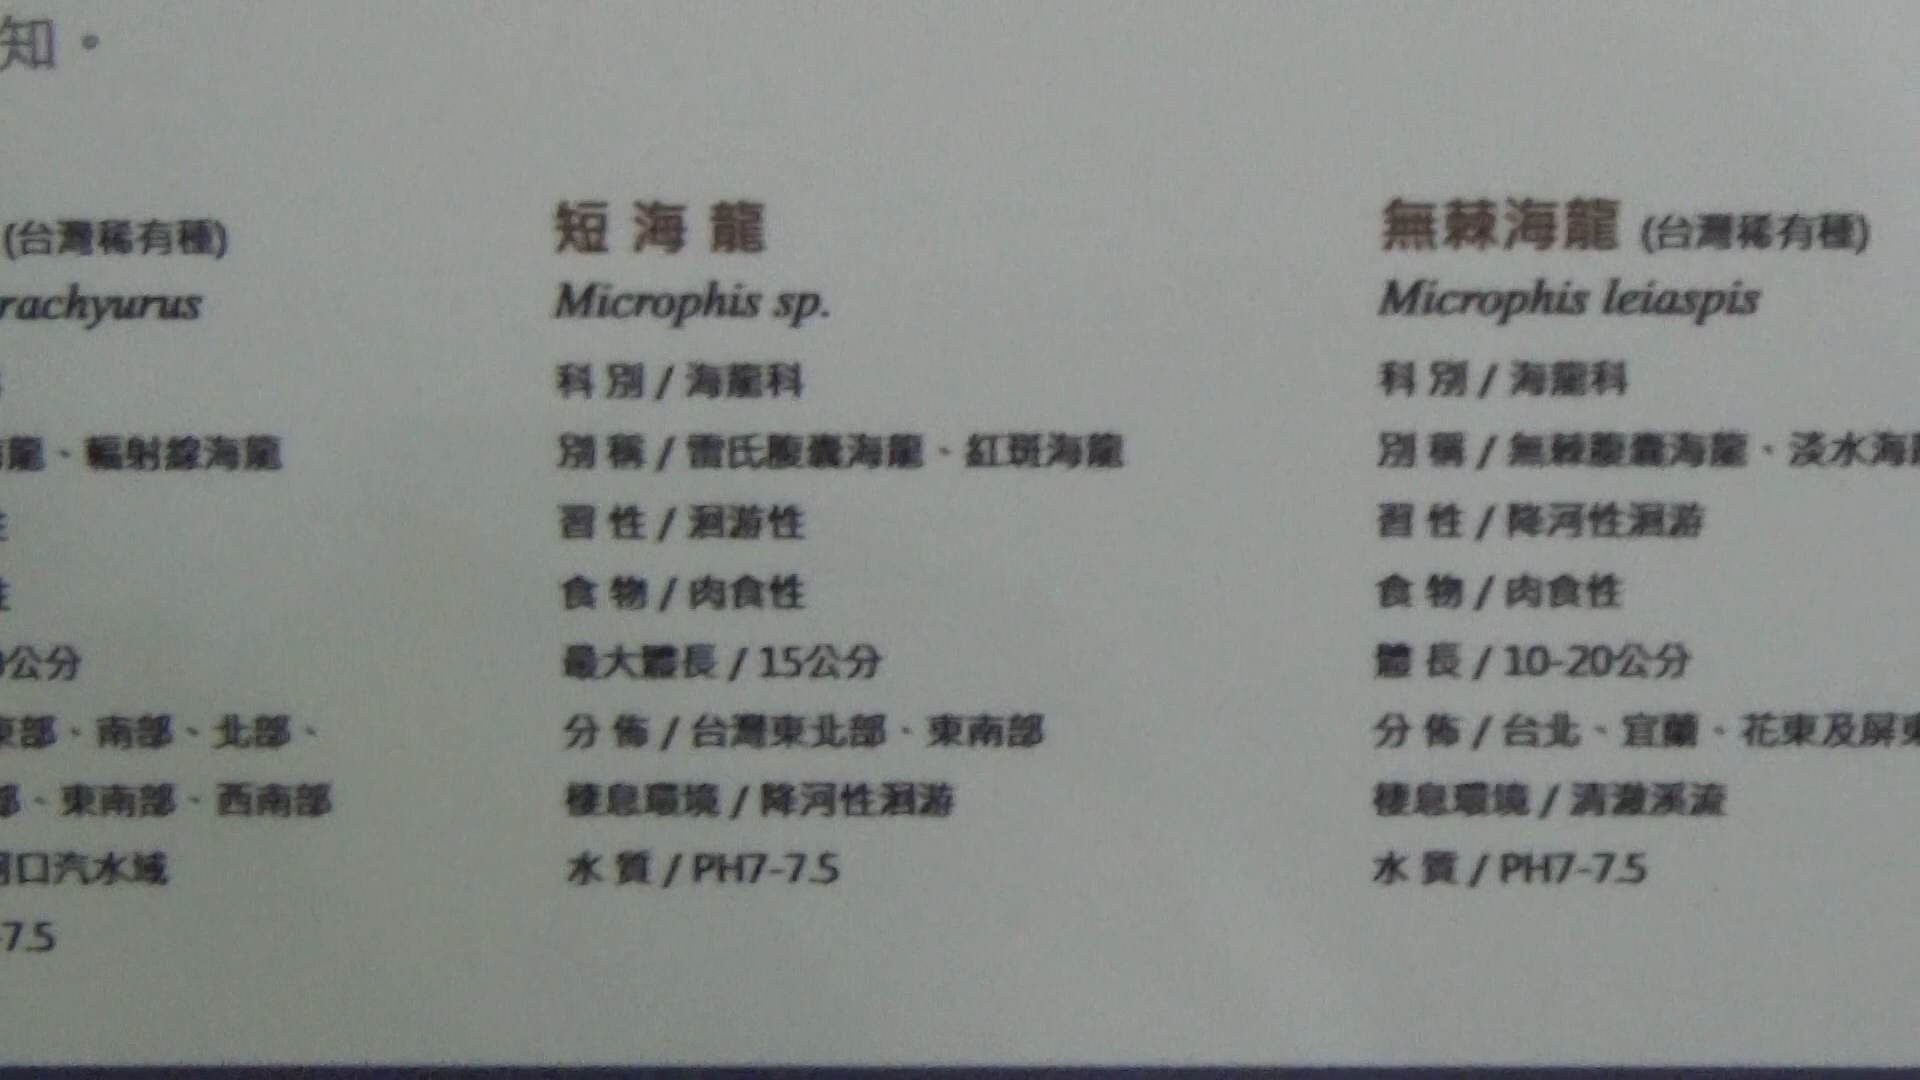 知。
(台灣稀有種)
rachyurus
龍、輻射線海龍
性
性
公分
東部、南部、北部、
部、東南部、西南部
河口汽水域
-7.5
短海龍
Microphis sp.
科 別 / 海龍科
別 稱 / 雷氏腹囊海龍、紅斑海龍
習 性 / 洄游性
食 物 / 肉食性
最大體長 / 15公分
分 佈 / 台灣東北部、東南部
棲息環境 / 降河性洄游
水 質 / PH7-7.5
無棘海龍 (台灣稀有種)
Microphis leiaspis
科 別 / 海龍科
別 稱 / 無棘腹囊海龍、淡水海龍
習 性 / 降河性洄游
食 物 / 肉食性
體 長 / 10-20公分
分 佈 / 台北、宜蘭、花東及屏東
棲息環境 / 清澈溪流
水 質 / PH7-7.5